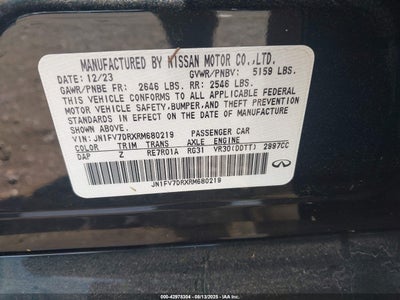 MANUFACTURED BY NISSAN MOTOR CO.,LTD.
DATE: 12/23 GVWR/PNBV: 5159 LBS.
GAWR/PNBE FR: 2646 LBS. RR: 2546 LBS.
THIS VEHICLE CONFORMS TO ALL APPLICABLE FEDERAL
MOTOR VEHICLE SAFETY,BUMPER,AND THEFT PREVENTION
STANDARDS IN EFFECT ON THE DATE OF MANUFACTURE
SHOWN ABOVE.
VIN: JN1FV7DRXRM680219 PASSENGER CAR
COLOR TRIM TRANS AXLE ENGINE
DAP Z RE7R01A RG31 VR30(DDTT) 2997CC
JN1FV7DRXRM680219
000-42978304 (08/13/2025 - IAA)